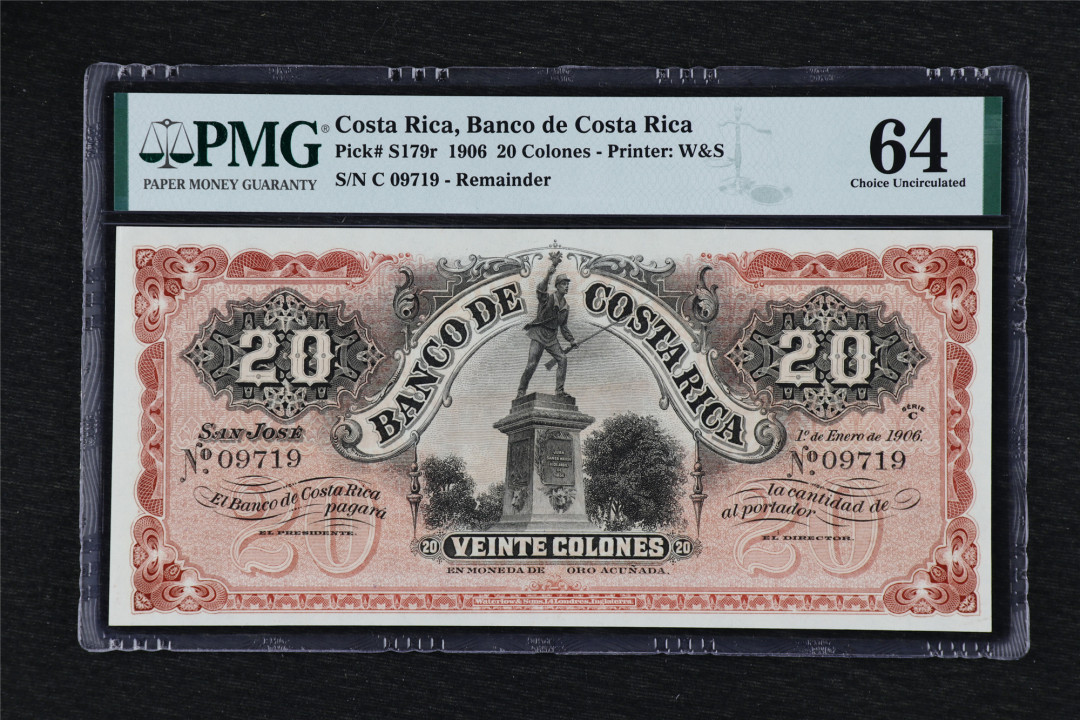 PMG®
PAPER MONEY GUARANTY
Costa Rica, Banco de Costa Rica
Pick# S179r 1906 20 Colones - Printer: W&S
S/N C 09719 - Remainder
64
Choice Uncirculated
BANCO DE COSTA RICA
20
20
SERIE
C
SAN JOSÉ
1º de Enero de 1906.
Nº. 09719
Nº. 09719
El Banco de Costa Rica
pagará
la cantidad de
al portador
20
20
EL PRESIDENTE.
EL DIRECTOR.
20 VEINTE COLONES 20
EN MONEDA DE ORO ACUÑADA.
Waterlow & Sons, Ld Londres, Inglaterra.